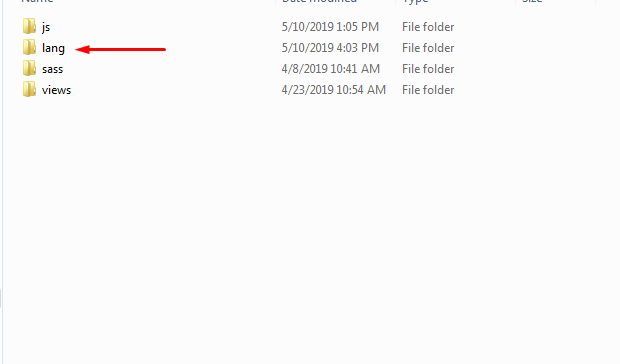 Name Date modified Type Size
js 5/10/2019 1:05 PM File folder
lang 5/10/2019 4:03 PM File folder
sass 4/8/2019 10:41 AM File folder
views 4/23/2019 10:54 AM File folder